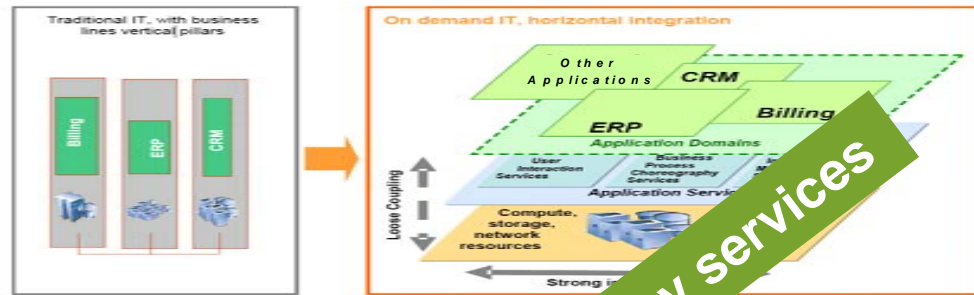 Traditional IT, with business
lines vertical pillars
Billing
ERP
CRM
On demand IT, horizontal integration
Other
Applications
CRM
ERP
Billing
Application Domains
User
Interaction
Services
Business
Process
Choreography
Services
Application
Loose Coupling
Compute,
storage,
network
resources
Strong
services